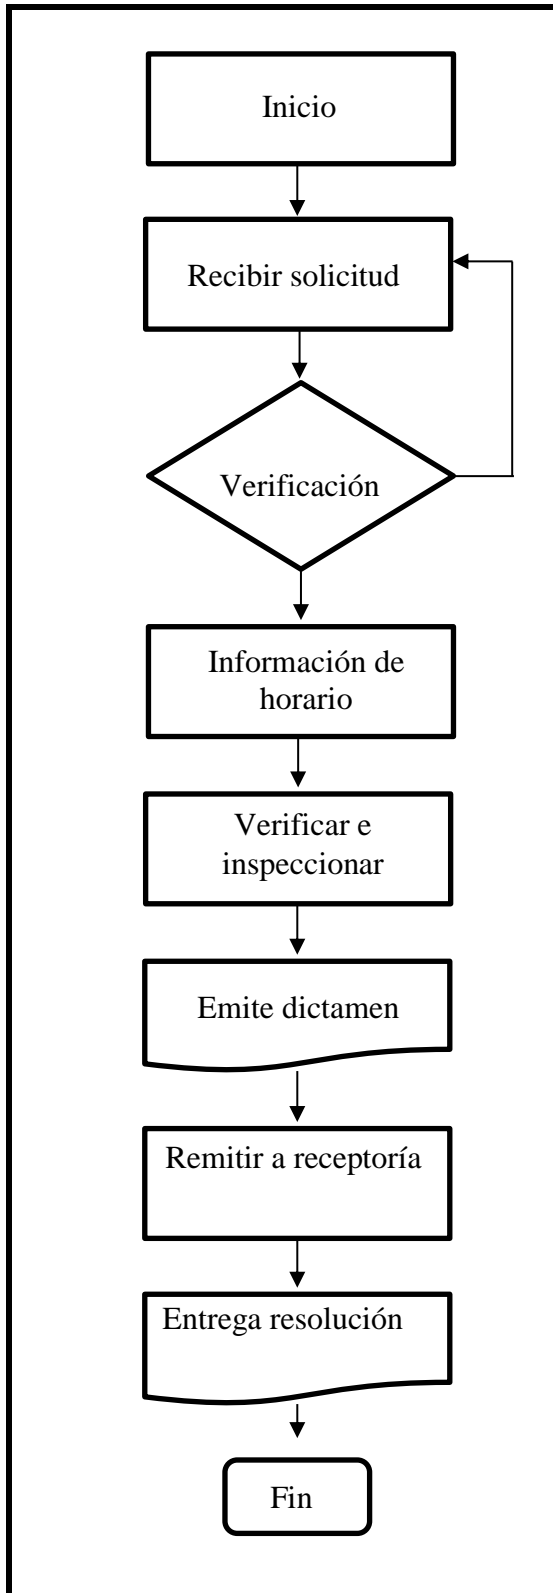 Inicio
Recibir solicitud
Verificación
Información de
horario
Verificar e
inspeccionar
Emite dictamen
Remitir a receptoría
Entrega resolución
Fin